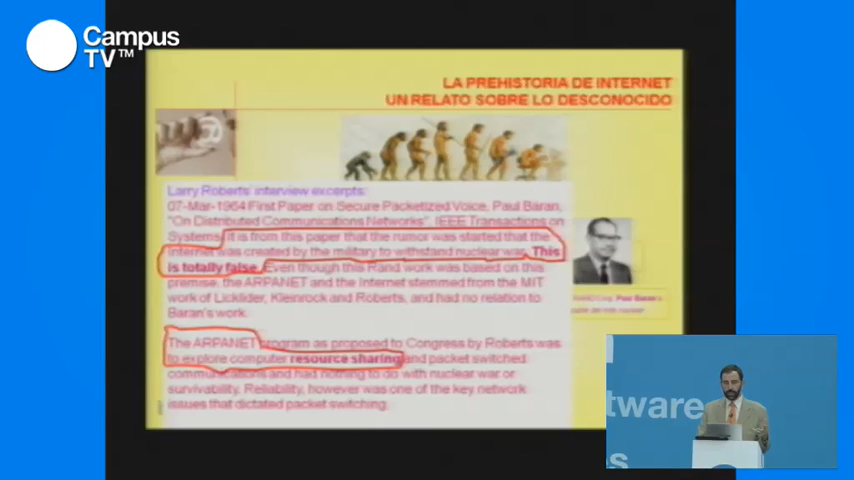 Campus
TV™
LA PREHISTORIA DE INTERNET
UN RELATO SOBRE LO DESCONOCIDO
Larry Roberts' interview excerpts:
07-Mar-1964 First Paper on Secure Packetized Voice, Paul Baran,
"On Distributed Communications Networks", IEEE Transactions on
Systems. It is from this paper that the rumor was started that the
Internet was created by the military to withstand nuclear war. This
is totally false. Even though this Rand work was based on this
premise, the ARPANET and the Internet stemmed from the MIT
work of Licklider, Kleinrock and Roberts, and had no relation to
Baran's work.
Paul Baran
The ARPANET program as proposed to Congress by Roberts was
to explore computer resource sharing and packet switched
communications and had nothing to do with nuclear war or
survivability. Reliability, however was one of the key network
issues that dictated packet switching.
tware